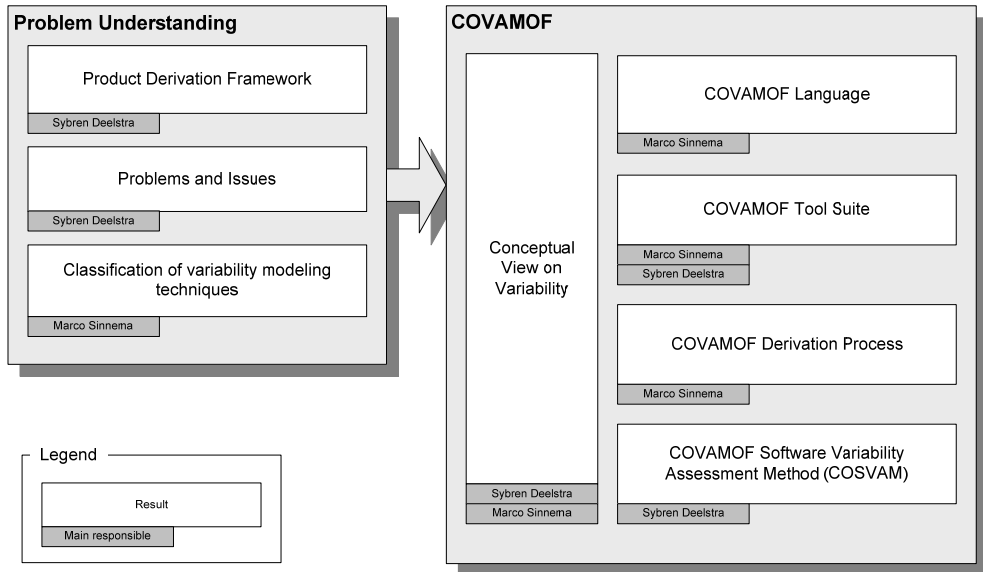 Problem Understanding
Product Derivation Framework
Sybren Deelstra
Problems and Issues
Sybren Deelstra
Classification of variability modeling
techniques
Marco Sinnema
COVAMOF
Conceptual
View on
Variability
Sybren Deelstra
Marco Sinnema
COVAMOF Language
Marco Sinnema
COVAMOF Tool Suite
Marco Sinnema
Sybren Deelstra
COVAMOF Derivation Process
Marco Sinnema
COVAMOF Software Variability
Assessment Method (COSVAM)
Sybren Deelstra
Legend
Result
Main responsible